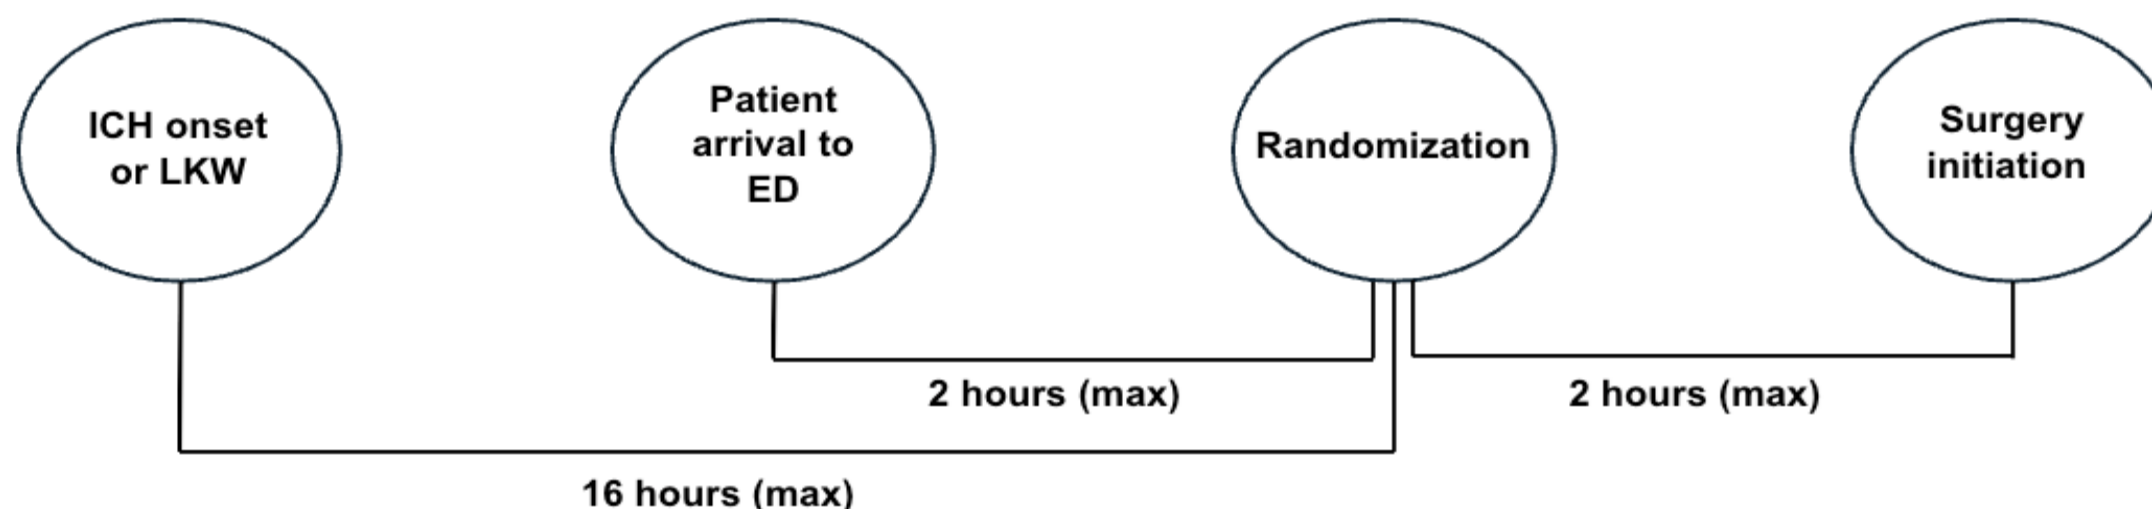 ICH onset
or LKW
Patient
arrival to
ED
Randomization
Surgery
initiation
2 hours (max)
2 hours (max)
16 hours (max)